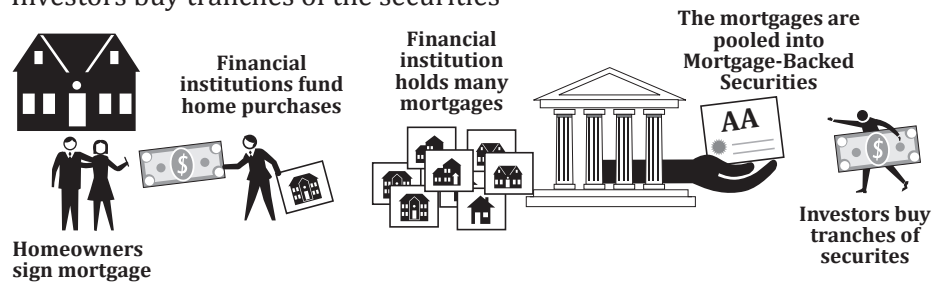 Investors buy tranches of the securities
Financial
institutions fund
home purchases
Financial
institution
holds many
mortgages
The mortgages are
pooled into
Mortgage-Backed
Securities
AA
$
Homeowners
sign mortgage
$
Investors buy
tranches of
securites